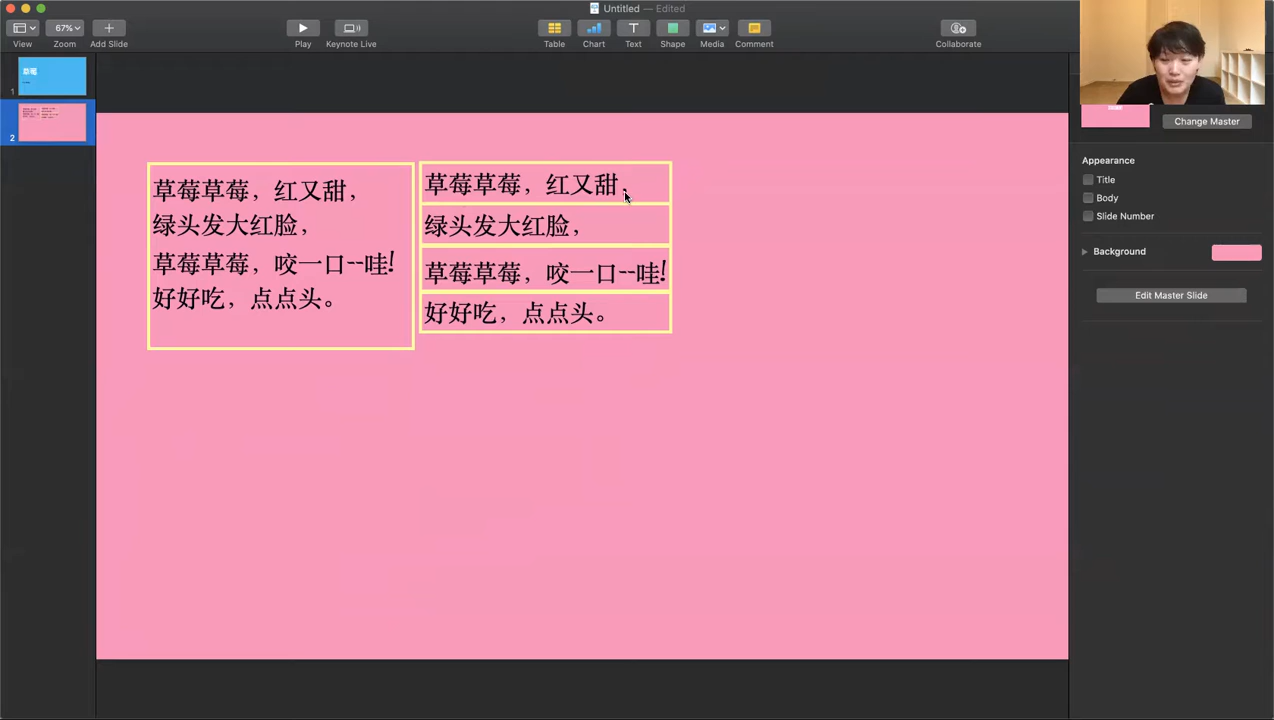 Untitled — Edited
View
67%
Zoom
Add Slide
Play
Keynote Live
Table
Chart
Text
Shape
Media
Comment
Collaborate
1
草莓
2
草莓草莓，红又甜，
绿头发大红脸，
草莓草莓，咬一口--哇!
好好吃，点点头。
草莓草莓，红又甜，
绿头发大红脸，
草莓草莓，咬一口--哇!
好好吃，点点头。
Change Master
Appearance
Title
Body
Slide Number
Background
Edit Master Slide